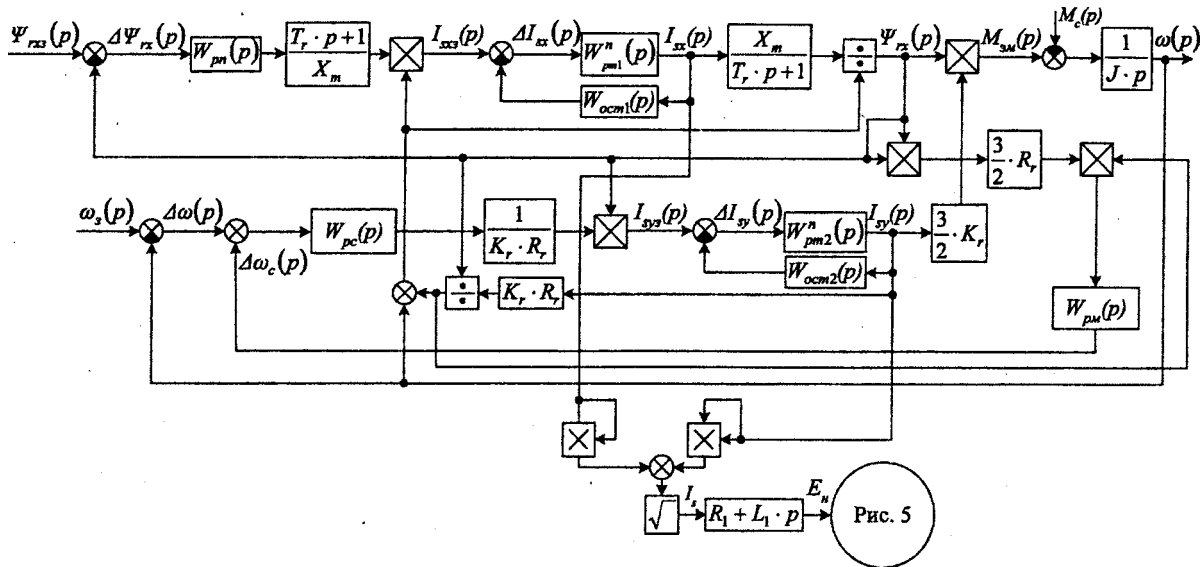 Ψrxз(p)
ΔΨrx(p)
Wрп(p)
Tr · p+1
Xm
Isxз(p)
ΔIsx(p)
Wⁿрт1(p)
Isx(p)
Wост1(p)
Xm
Tr · p+1
÷
Ψrx(p)
Mэм(p)
Mc(p)
1
J · p
ω(p)
3
2 · Rr
ωз(p)
Δω(p)
Δωc(p)
Wрс(p)
1
Kr · Rr
Isyз(p)
ΔIsy(p)
Wⁿрт2(p)
Isy(p)
Wост2(p)
3
2 · Kr
÷
Kr · Rr
Wрм(p)
√
Is
R1 + L1 · p
Eн
Рис. 5